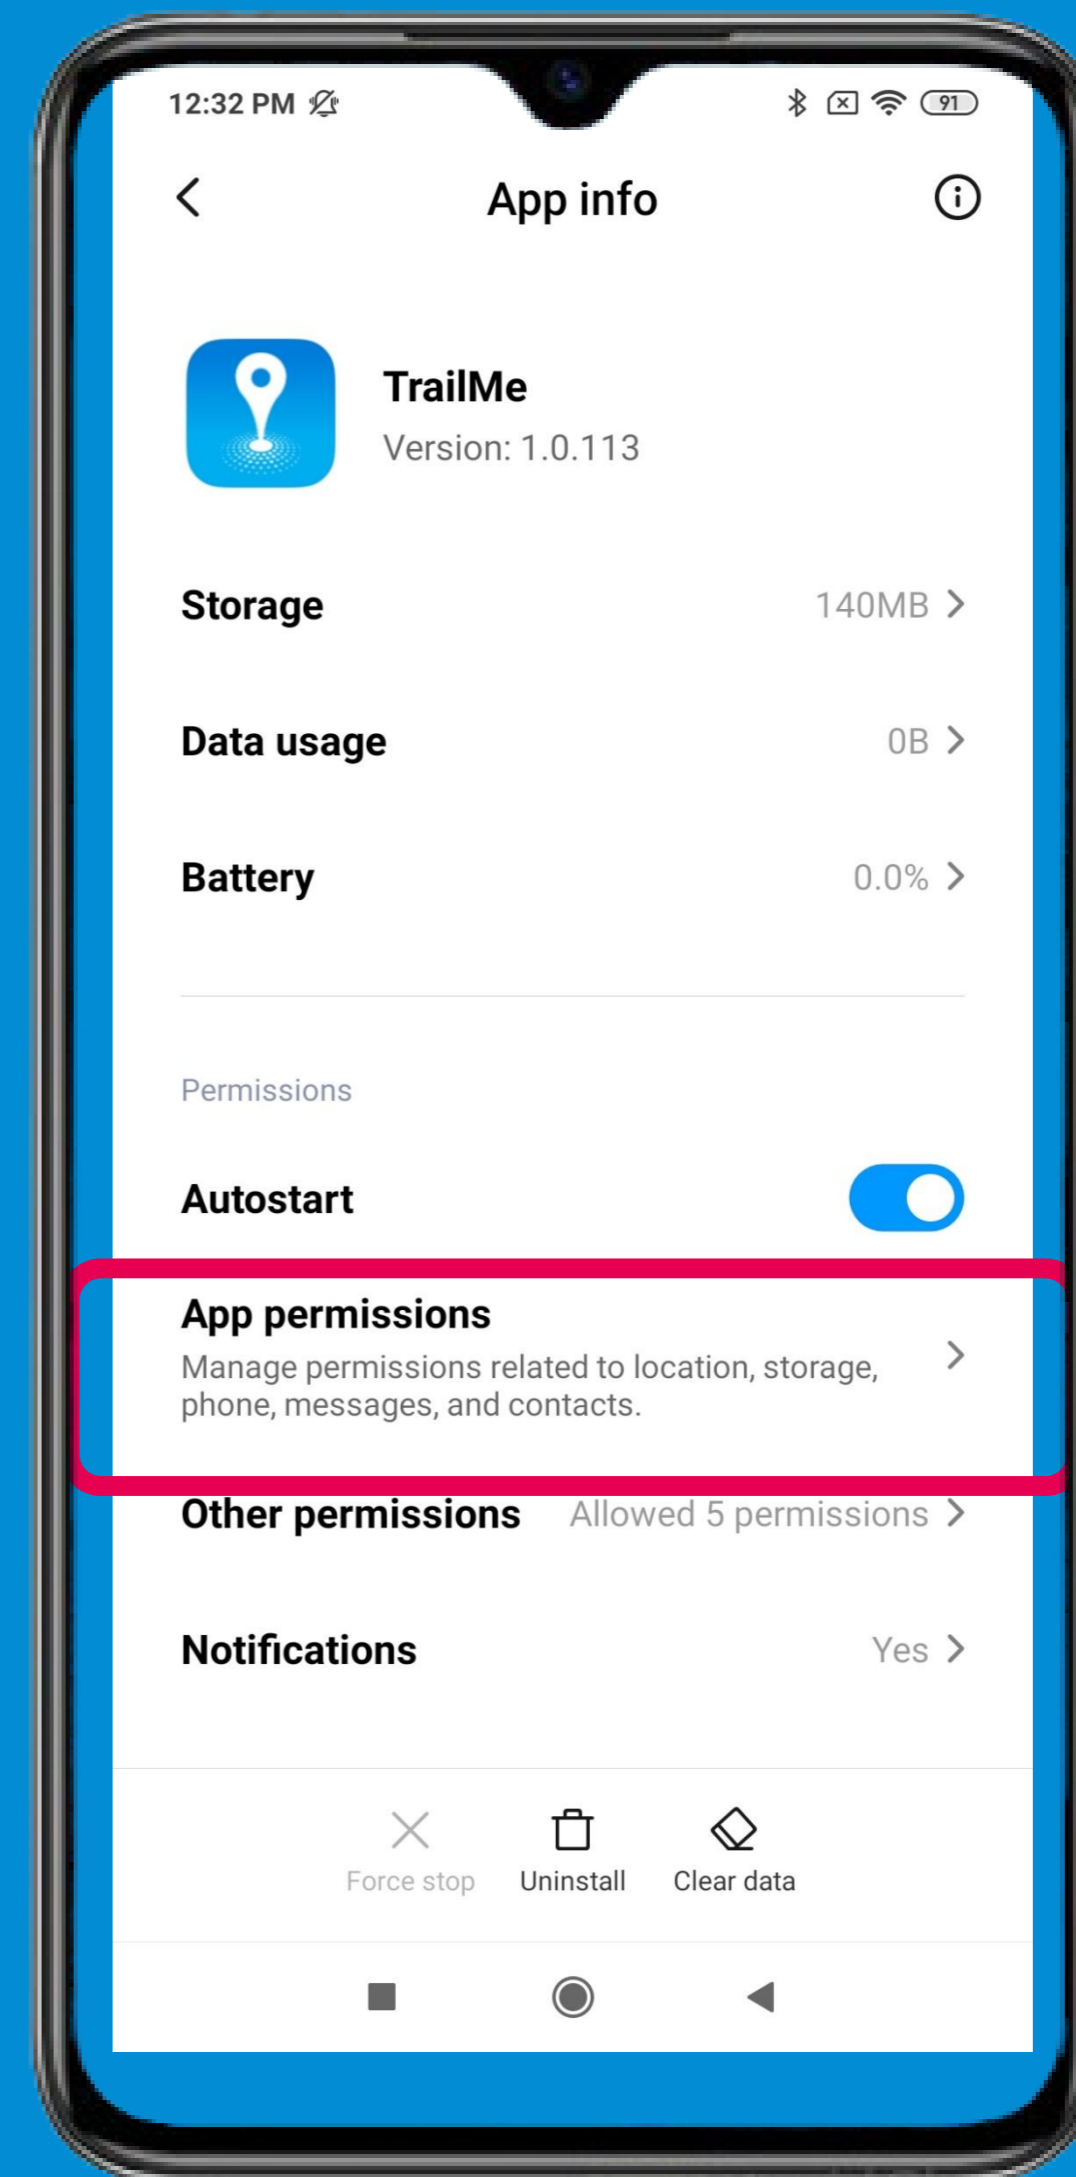 12:32 PM
91
App info
TrailMe
Version: 1.0.113
Storage 140MB
Data usage 0B
Battery 0.0%
Permissions
Autostart
App permissions
Manage permissions related to location, storage,
phone, messages, and contacts.
Other permissions Allowed 5 permissions
Notifications Yes
Force stop Uninstall Clear data